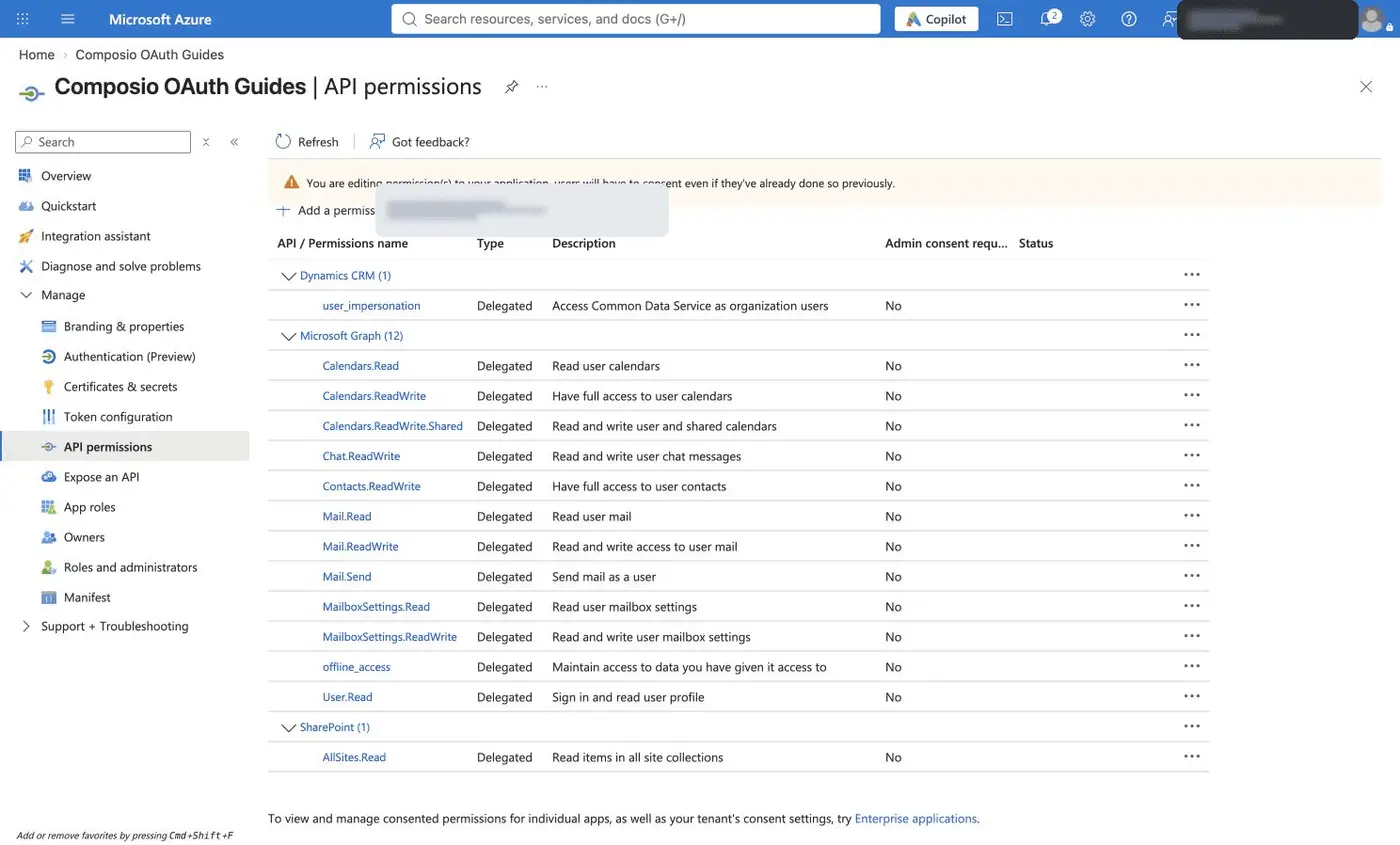 Microsoft Azure
Search resources, services, and docs (G+/)
Copilot
2
Home › Composio OAuth Guides
Composio OAuth Guides | API permissions
Search
Refresh
Got feedback?
Overview
Quickstart
Integration assistant
Diagnose and solve problems
Manage
Branding & properties
Authentication (Preview)
Certificates & secrets
Token configuration
API permissions
Expose an API
App roles
Owners
Roles and administrators
Manifest
Support + Troubleshooting
Add or remove favorites by pressing Cmd+Shift+F
You are editing permission(s) to your application, users will have to consent even if they've already done so previously.
Add a permiss
API / Permissions name Type Description Admin consent requ... Status
Dynamics CRM (1)
user_impersonation Delegated Access Common Data Service as organization users No
Microsoft Graph (12)
Calendars.Read Delegated Read user calendars No
Calendars.ReadWrite Delegated Have full access to user calendars No
Calendars.ReadWrite.Shared Delegated Read and write user and shared calendars No
Chat.ReadWrite Delegated Read and write user chat messages No
Contacts.ReadWrite Delegated Have full access to user contacts No
Mail.Read Delegated Read user mail No
Mail.ReadWrite Delegated Read and write access to user mail No
Mail.Send Delegated Send mail as a user No
MailboxSettings.Read Delegated Read user mailbox settings No
MailboxSettings.ReadWrite Delegated Read and write user mailbox settings No
offline_access Delegated Maintain access to data you have given it access to No
User.Read Delegated Sign in and read user profile No
SharePoint (1)
AllSites.Read Delegated Read items in all site collections No
To view and manage consented permissions for individual apps, as well as your tenant's consent settings, try Enterprise applications.